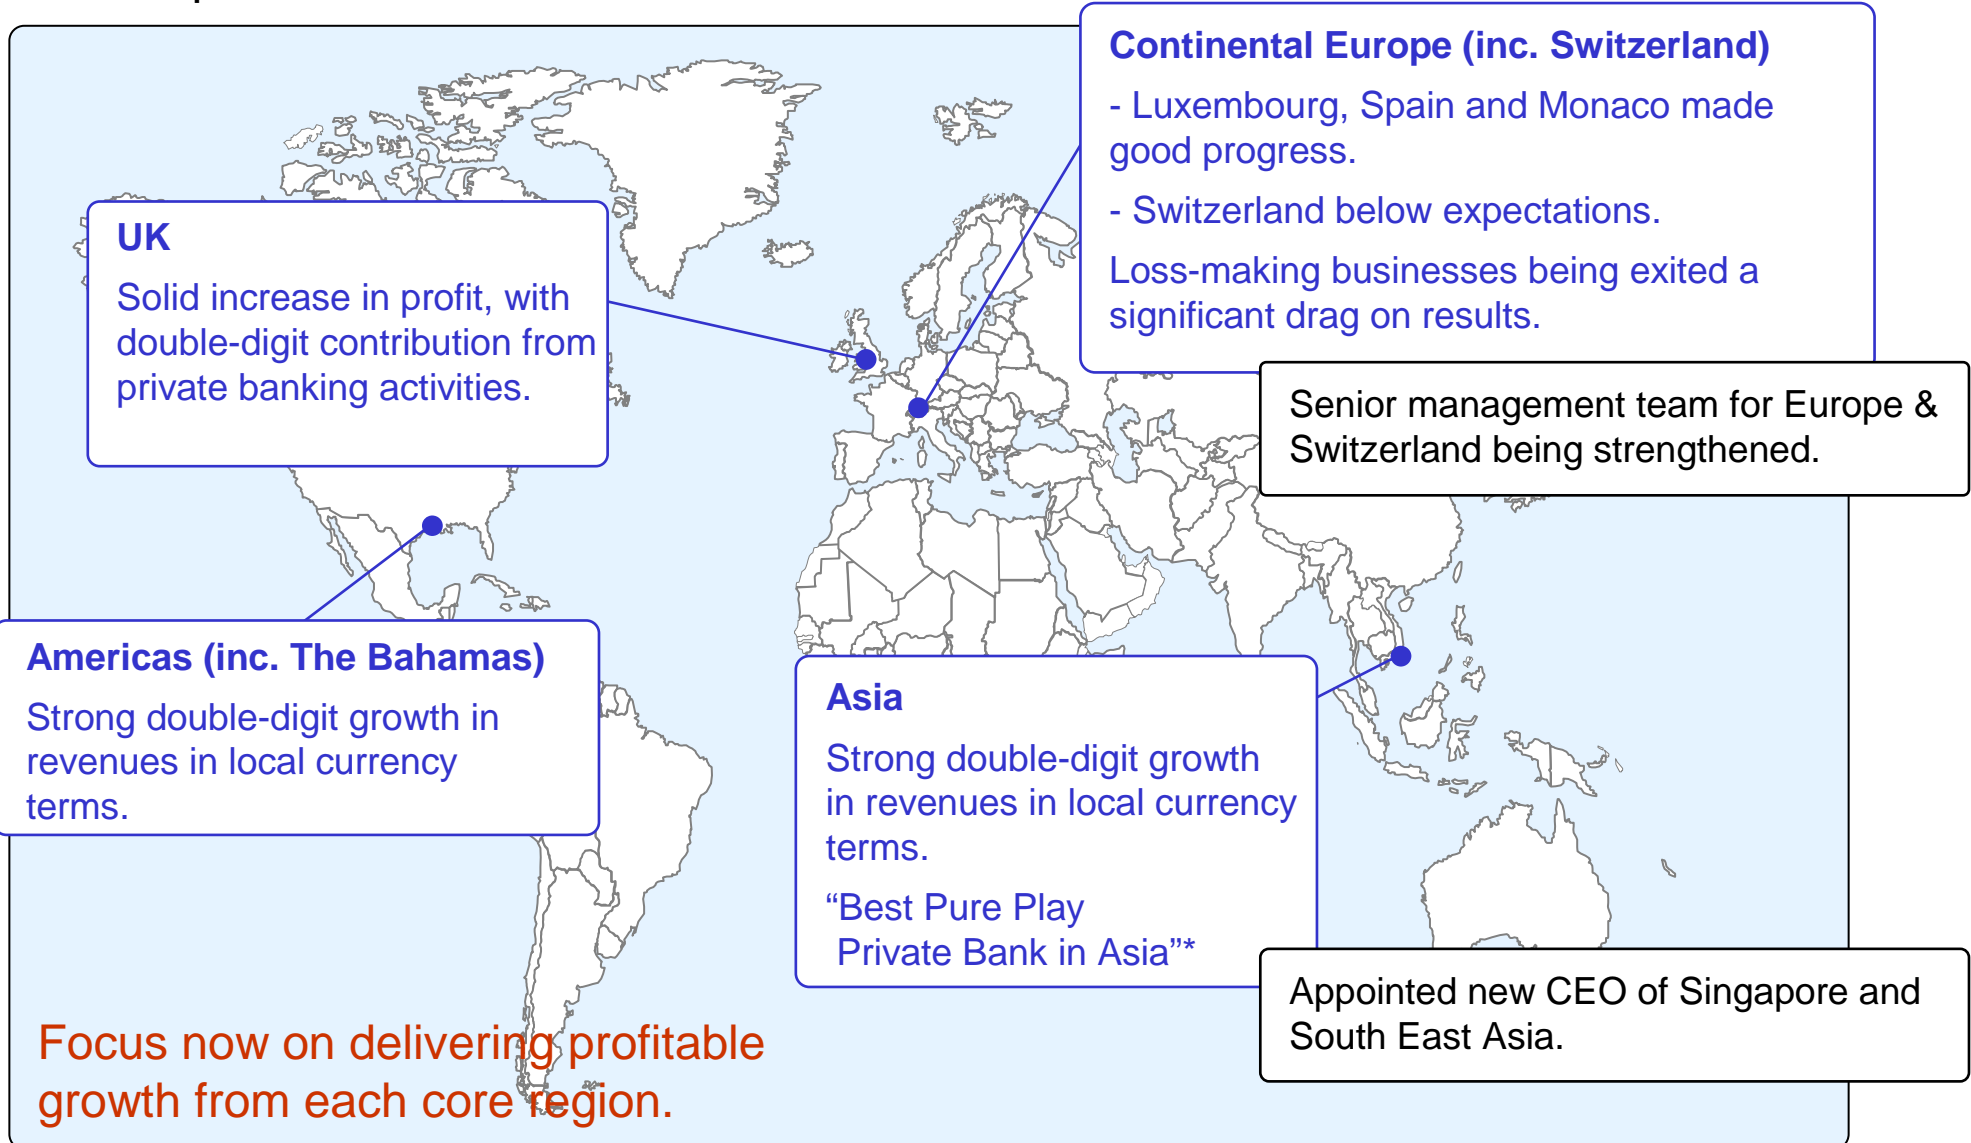 Continental Europe (inc. Switzerland)
- Luxembourg, Spain and Monaco made
good progress.
- Switzerland below expectations.
Loss-making businesses being exited a
significant drag on results.
UK
Solid increase in profit, with
double-digit contribution from
private banking activities.
Senior management team for Europe &
Switzerland being strengthened.
Americas (inc. The Bahamas)
Strong double-digit growth in
revenues in local currency
terms.
Asia
Strong double-digit growth
in revenues in local currency
terms.
“Best Pure Play
Private Bank in Asia”*
Appointed new CEO of Singapore and
South East Asia.
Focus now on delivering profitable
growth from each core region.